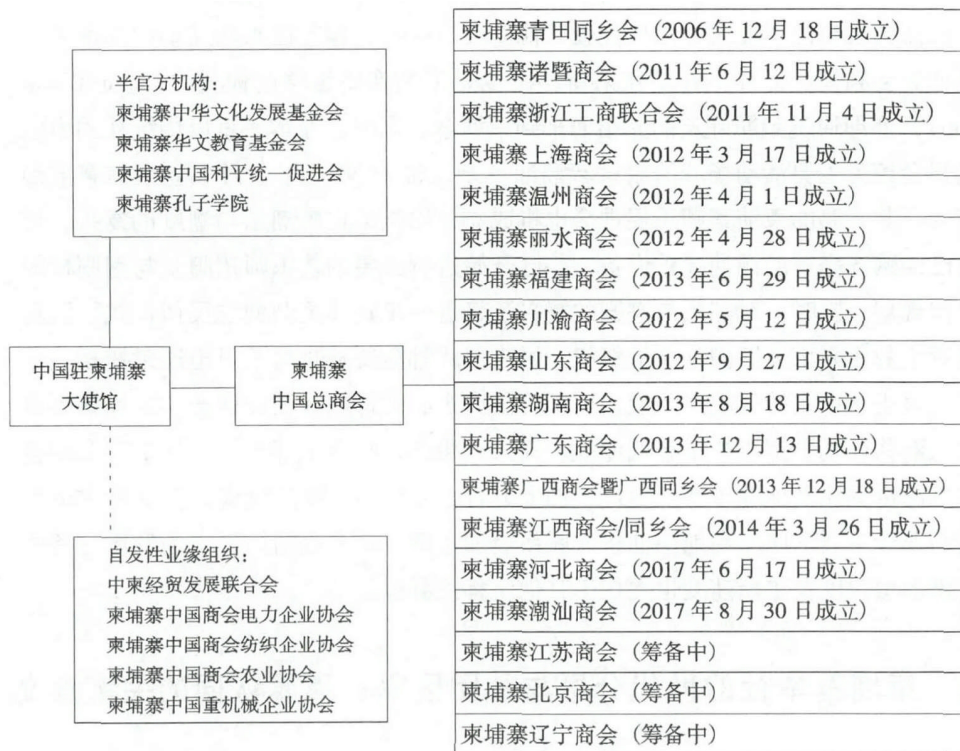 半官方机构：
柬埔寨中华文化发展基金会
柬埔寨华文教育基金会
柬埔寨中国和平统一促进会
柬埔寨孔子学院
中国驻柬埔寨
大使馆
柬埔寨
中国总商会
自发性业缘组织：
中柬经贸发展联合会
柬埔寨中国商会电力企业协会
柬埔寨中国商会纺织企业协会
柬埔寨中国商会农业协会
柬埔寨中国重机械企业协会
柬埔寨青田同乡会（2006年12月18日成立）
柬埔寨诸暨商会（2011年6月12日成立）
柬埔寨浙江工商联合会（2011年11月4日成立）
柬埔寨上海商会（2012年3月17日成立）
柬埔寨温州商会（2012年4月1日成立）
柬埔寨丽水商会（2012年4月28日成立）
柬埔寨福建商会（2013年6月29日成立）
柬埔寨川渝商会（2012年5月12日成立）
柬埔寨山东商会（2012年9月27日成立）
柬埔寨湖南商会（2013年8月18日成立）
柬埔寨广东商会（2013年12月13日成立）
柬埔寨广西商会暨广西同乡会（2013年12月18日成立）
柬埔寨江西商会/同乡会（2014年3月26日成立）
柬埔寨河北商会（2017年6月17日成立）
柬埔寨潮汕商会（2017年8月30日成立）
柬埔寨江苏商会（筹备中）
柬埔寨北京商会（筹备中）
柬埔寨辽宁商会（筹备中）